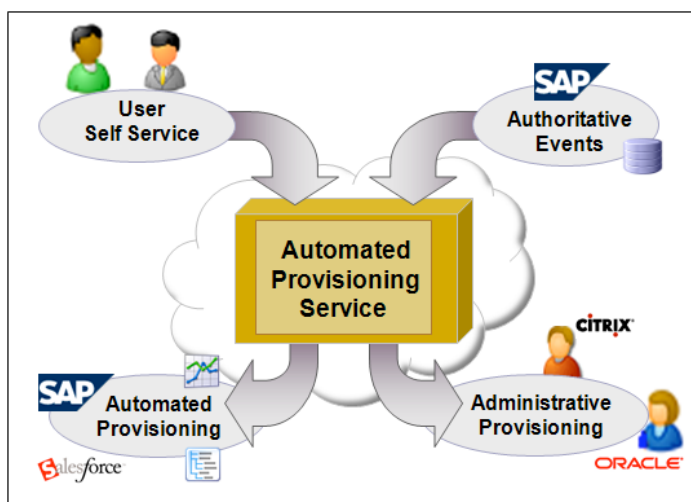 User
Self Service
SAP
Authoritative
Events
Automated
Provisioning
Service
CITRIX
SAP
Automated
Provisioning
Administrative
Provisioning
Salesforce
ORACLE